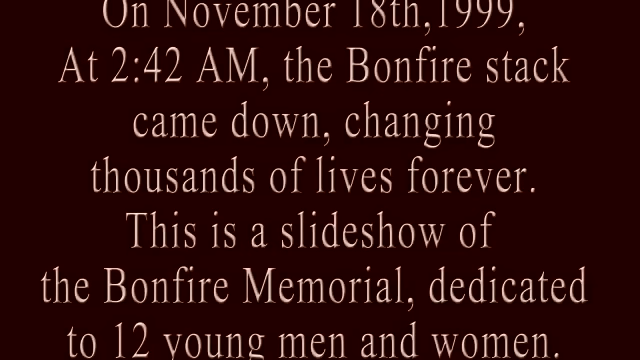 On November 18th,1999,
At 2:42 AM, the Bonfire stack
came down, changing
thousands of lives forever.
This is a slideshow of
the Bonfire Memorial, dedicated
to 12 young men and women.